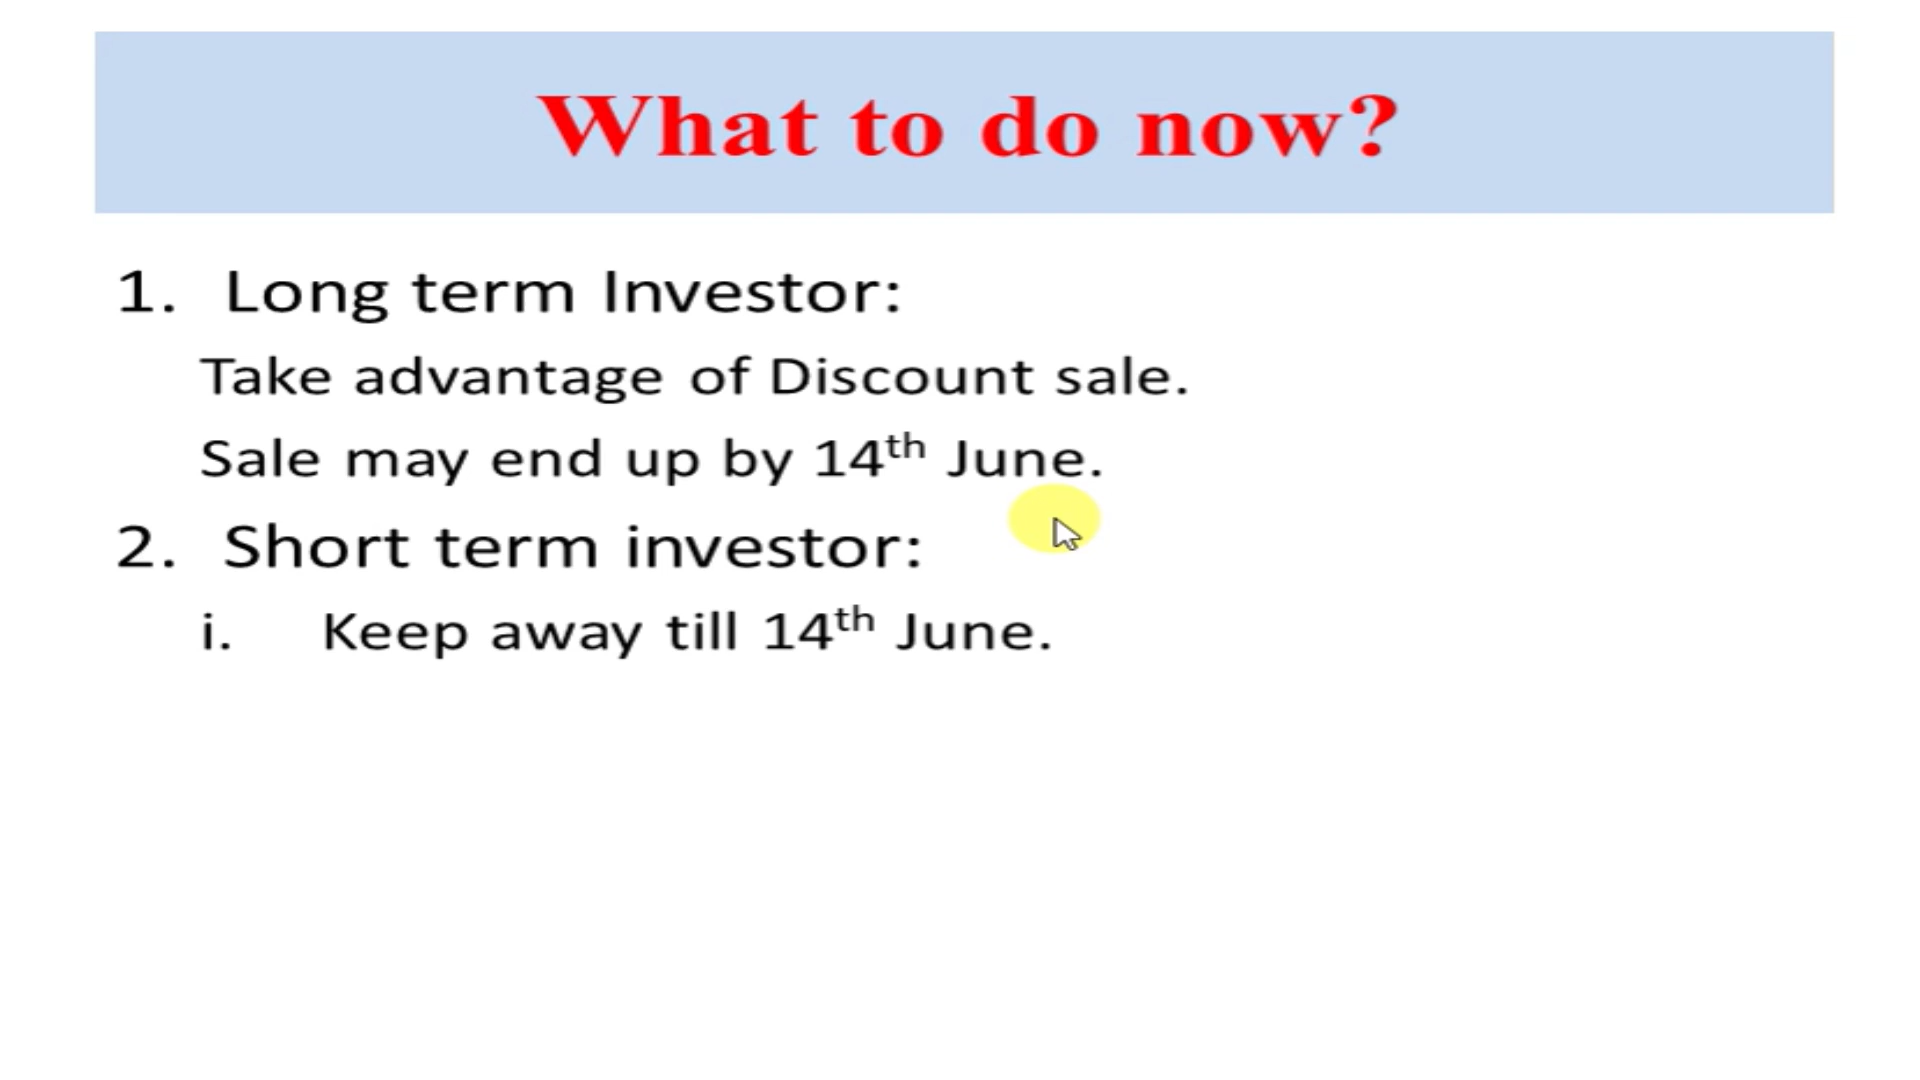 What to do now?
1. Long term Investor:
Take advantage of Discount sale.
Sale may end up by 14th June.
2. Short term investor:
i. Keep away till 14th June.